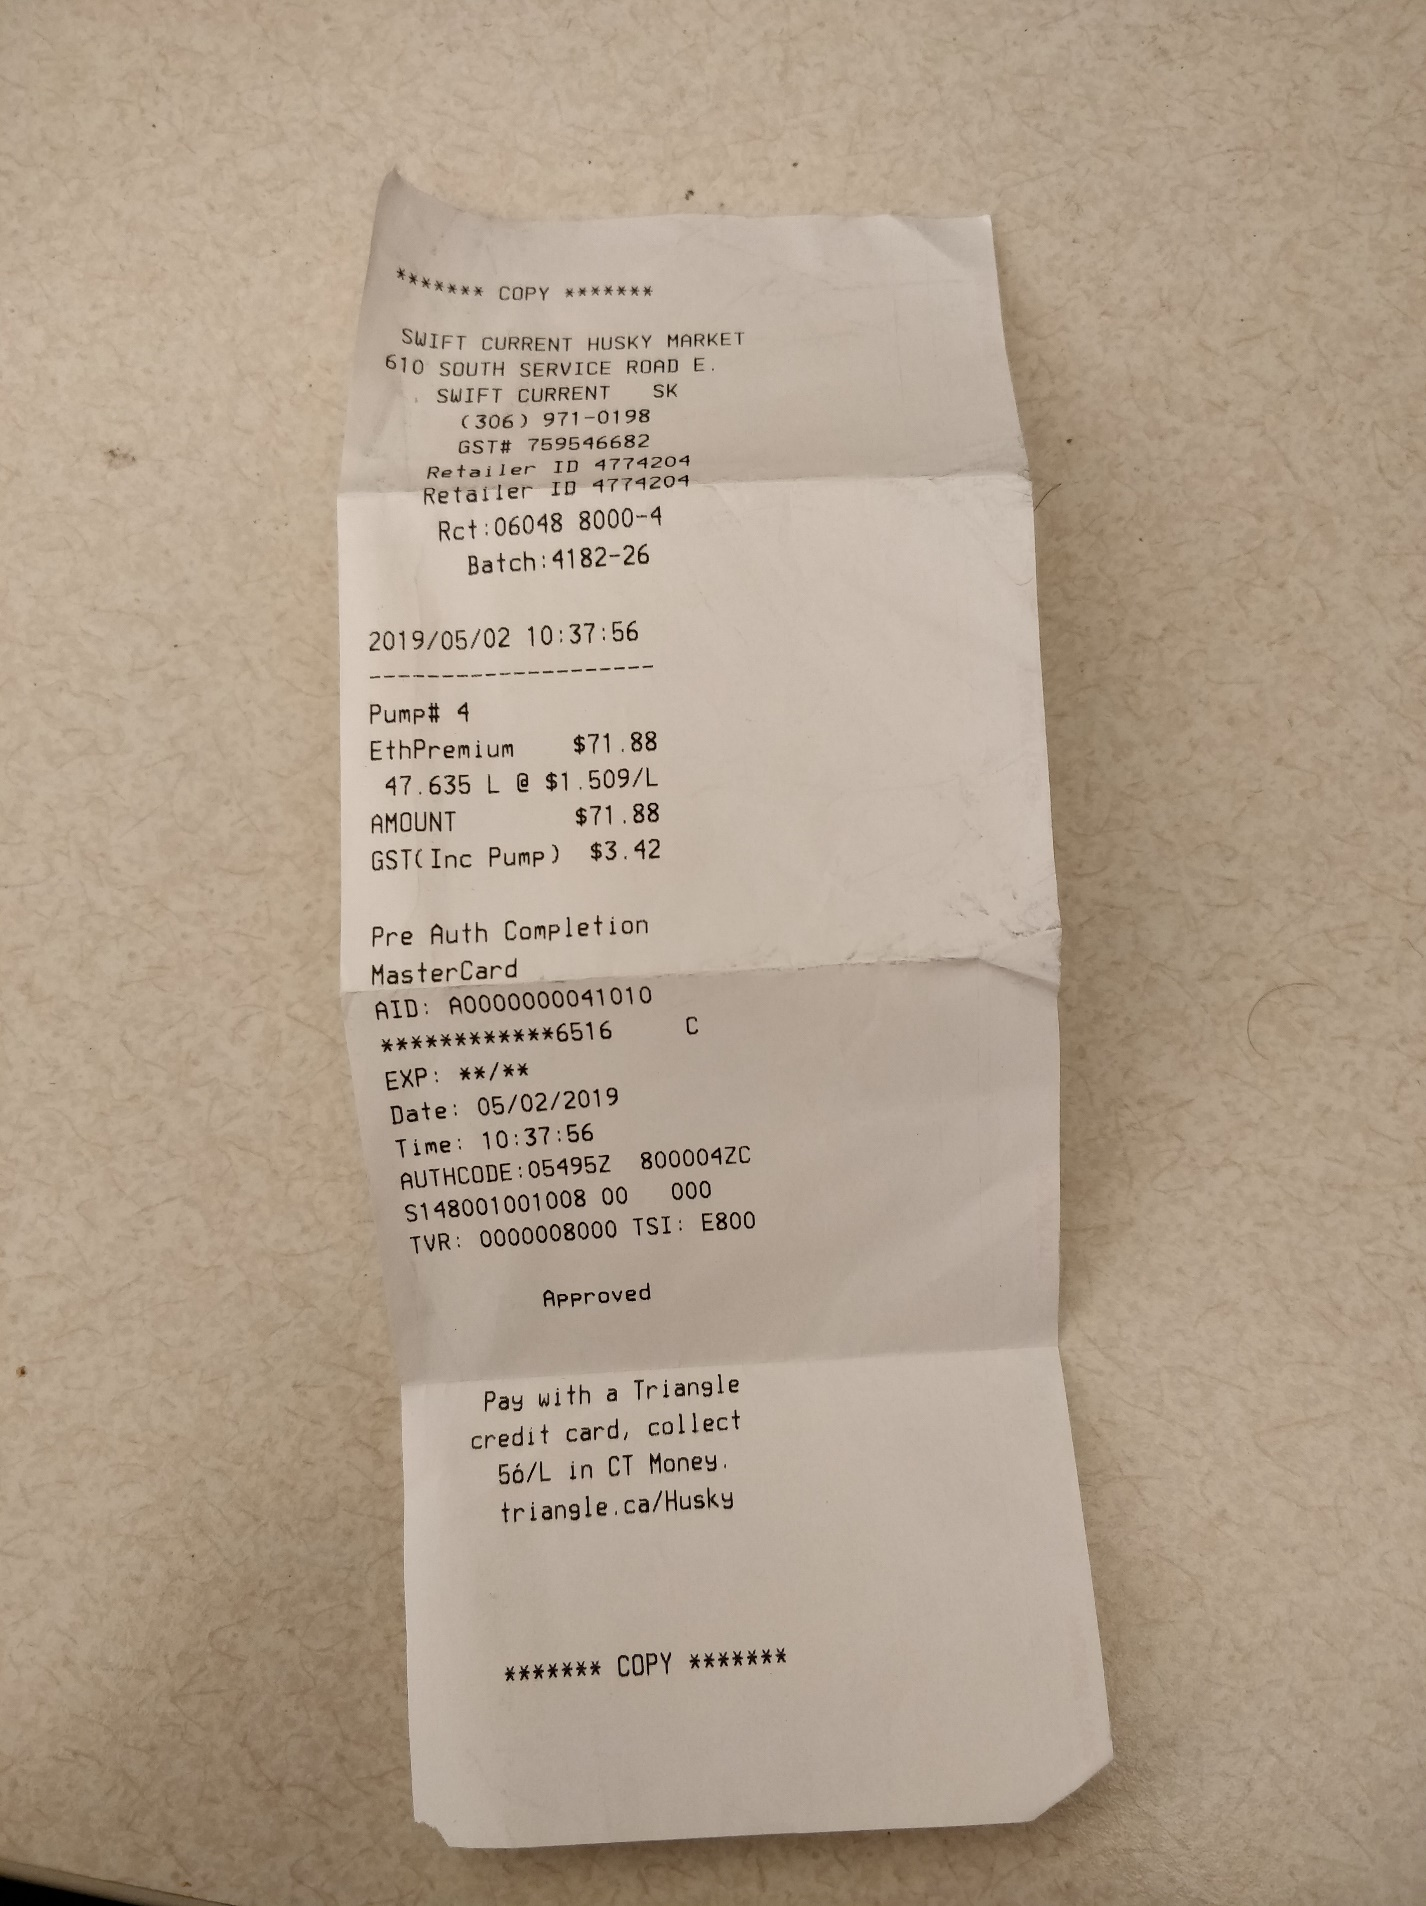 ******* COPY *******
SWIFT CURRENT HUSKY MARKET
610 SOUTH SERVICE ROAD E.
SWIFT CURRENT SK
(306) 971-0198
GST# 759546682
Retailer ID 4774204
Retailer ID 4774204
Rct:06048 8000-4
Batch:4182-26
2019/05/02 10:37:56
--------------------
Pump# 4
EthPremium $71.88
47.635 L @ $1.509/L
AMOUNT $71.88
GST(Inc Pump) $3.42
Pre Auth Completion
MasterCard
AID: A0000000041010
************6516 C
EXP: **/**
Date: 05/02/2019
Time: 10:37:56
AUTHCODE:05495Z 800004ZC
S148001001008 00 000
TVR: 0000008000 TSI: E800
Approved
Pay with a Triangle
credit card, collect
5ó/L in CT Money.
triangle.ca/Husky
******* COPY *******